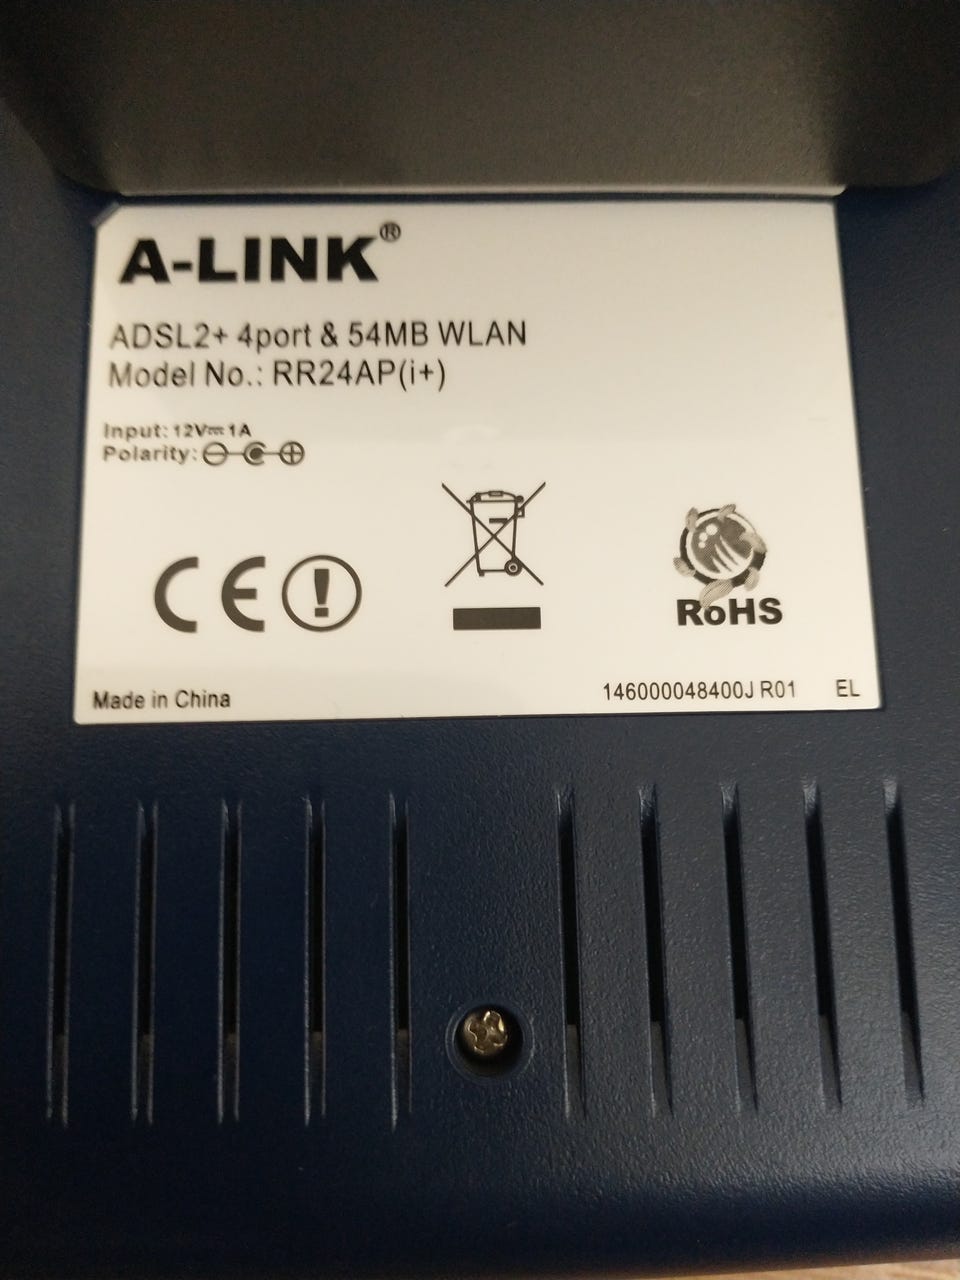 A-LINK®
ADSL2+ 4port & 54MB WLAN
Model No.: RR24AP(i+)
Input: 12V⎓1A
Polarity:
CE
RoHS
Made in China
146000048400J R01 EL